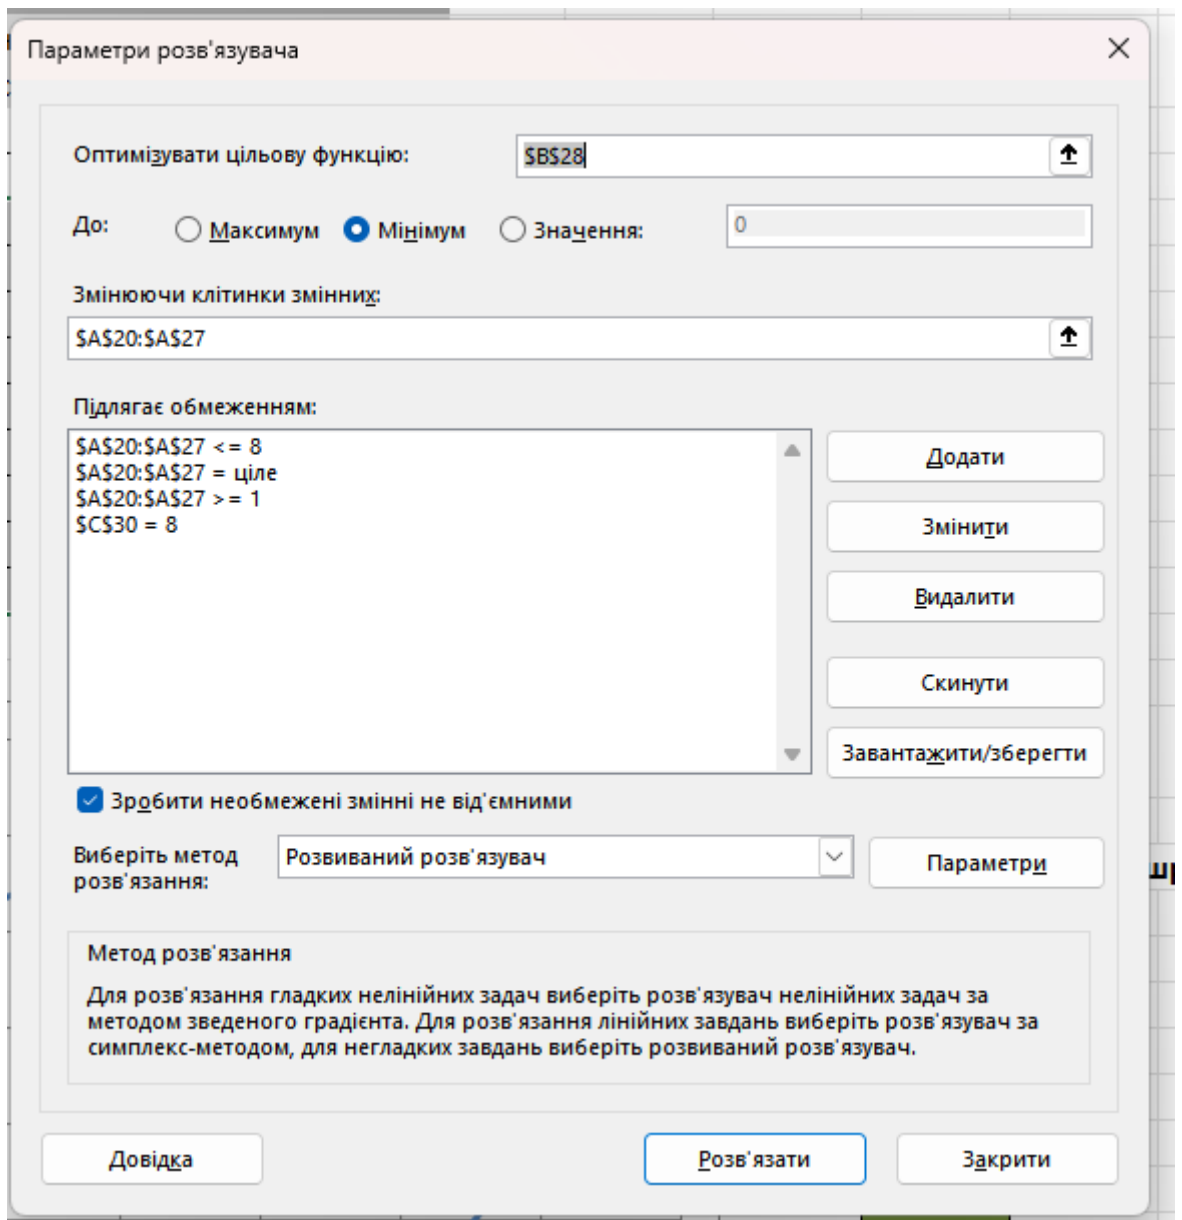 Параметри розв'язувача
Оптимізувати цільову функцію:
$B$28
До:
Максимум
Мінімум
Значення:
0
Змінюючи клітинки змінних:
$A$20:$A$27
Підлягає обмеженням:
$A$20:$A$27 <= 8
$A$20:$A$27 = ціле
$A$20:$A$27 >= 1
$C$30 = 8
Додати
Змінити
Видалити
Скинути
Завантажити/зберегти
Зробити необмежені змінні не від'ємними
Виберіть метод
розв'язання:
Розвиваний розв'язувач
Параметри
Метод розв'язання
Для розв'язання гладких нелінійних задач виберіть розв'язувач нелінійних задач за
методом зведеного градієнта. Для розв'язання лінійних завдань виберіть розв'язувач за
симплекс-методом, для негладких завдань виберіть розвиваний розв'язувач.
Довідка
Розв'язати
Закрити